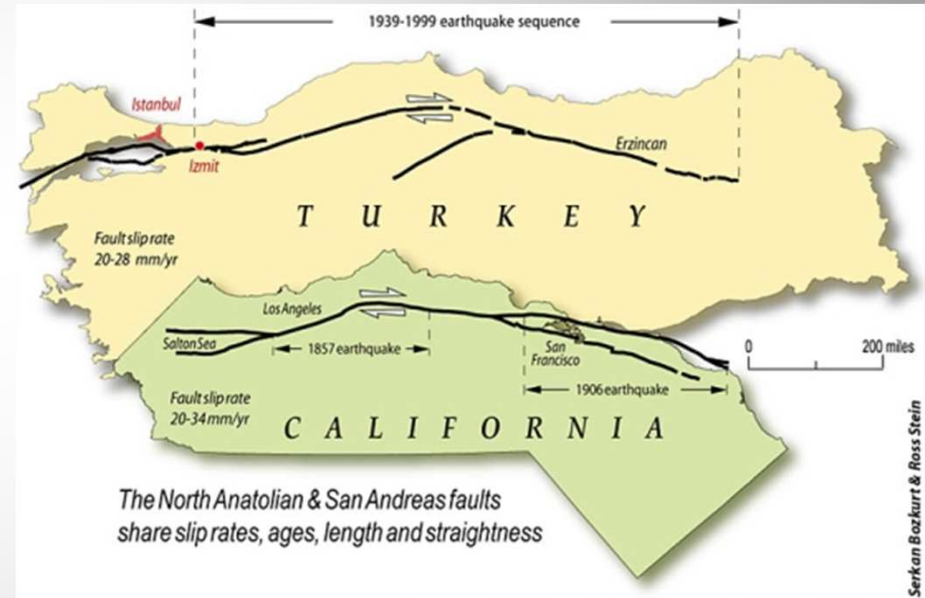 1939-1999 earthquake sequence
Istanbul
Izmit
Erzincan
TURKEY
Fault slip rate
20-28 mm/yr
Los Angeles
Salton Sea
1857 earthquake
San
Francisco
0 200 miles
1906 earthquake
Fault slip rate
20-34 mm/yr
CALIFORNIA
The North Anatolian & San Andreas faults
share slip rates, ages, length and straightness
Serkan Bozkurt & Ross Stein